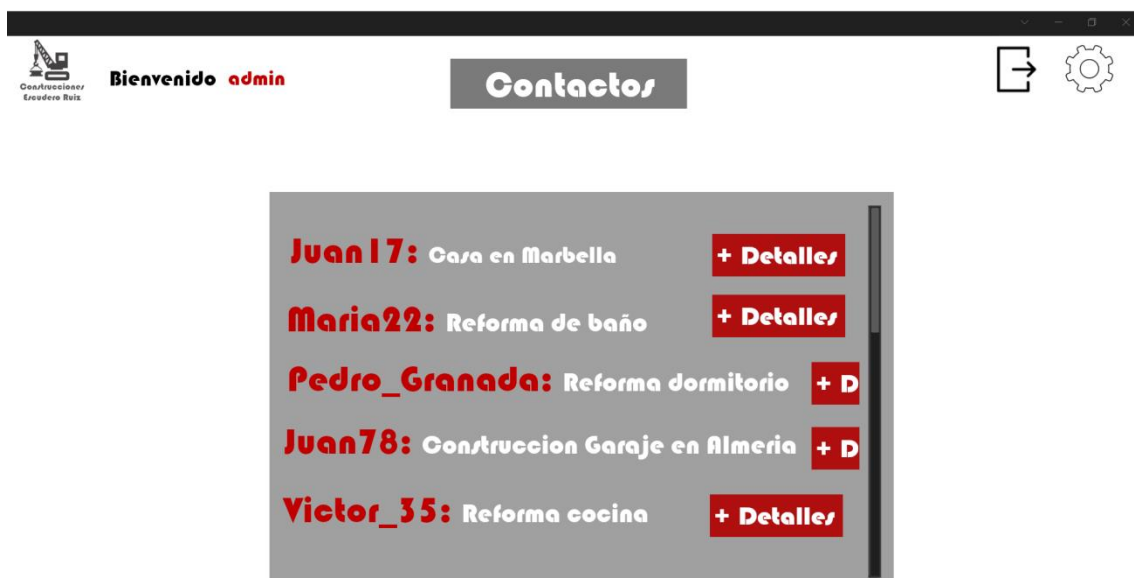 Construcciones
Escudero Ruiz
Bienvenido admin
Contactos
Juan17: Casa en Marbella + Detalles
Maria22: Reforma de baño + Detalles
Pedro_Granada: Reforma dormitorio + D
Juan78: Construccion Garaje en Almeria + D
Victor_35: Reforma cocina + Detalles